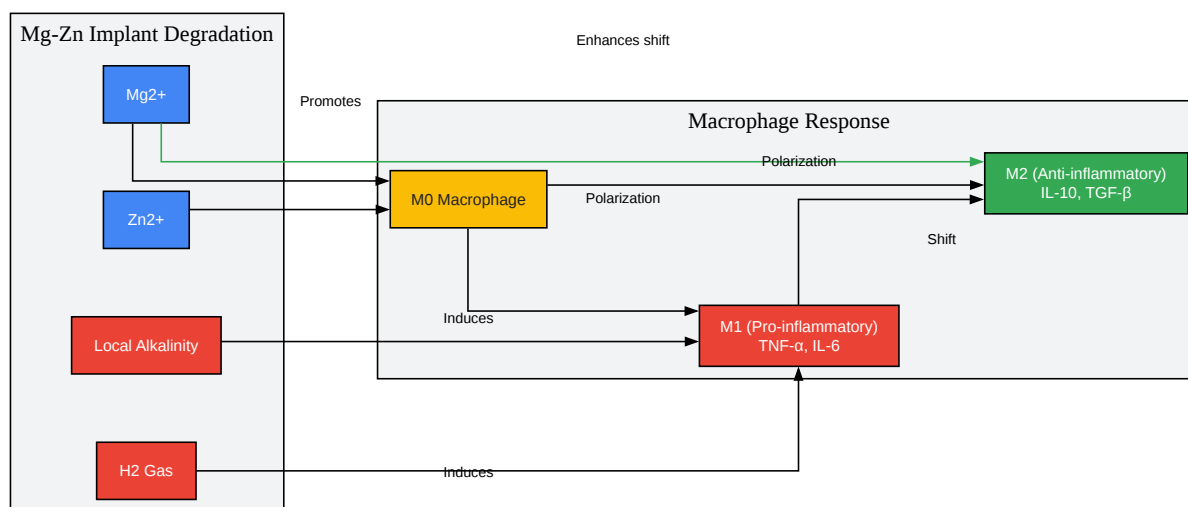 Mg-Zn Implant Degradation
Enhances shift
Mg2+
Promotes
Macrophage Response
Polarization
M2 (Anti-inflammatory)
IL-10, TGF-β
M0 Macrophage
Polarization
Zn2+
Shift
Induces
M1 (Pro-inflammatory)
TNF-α, IL-6
Local Alkalinity
H2 Gas
Induces